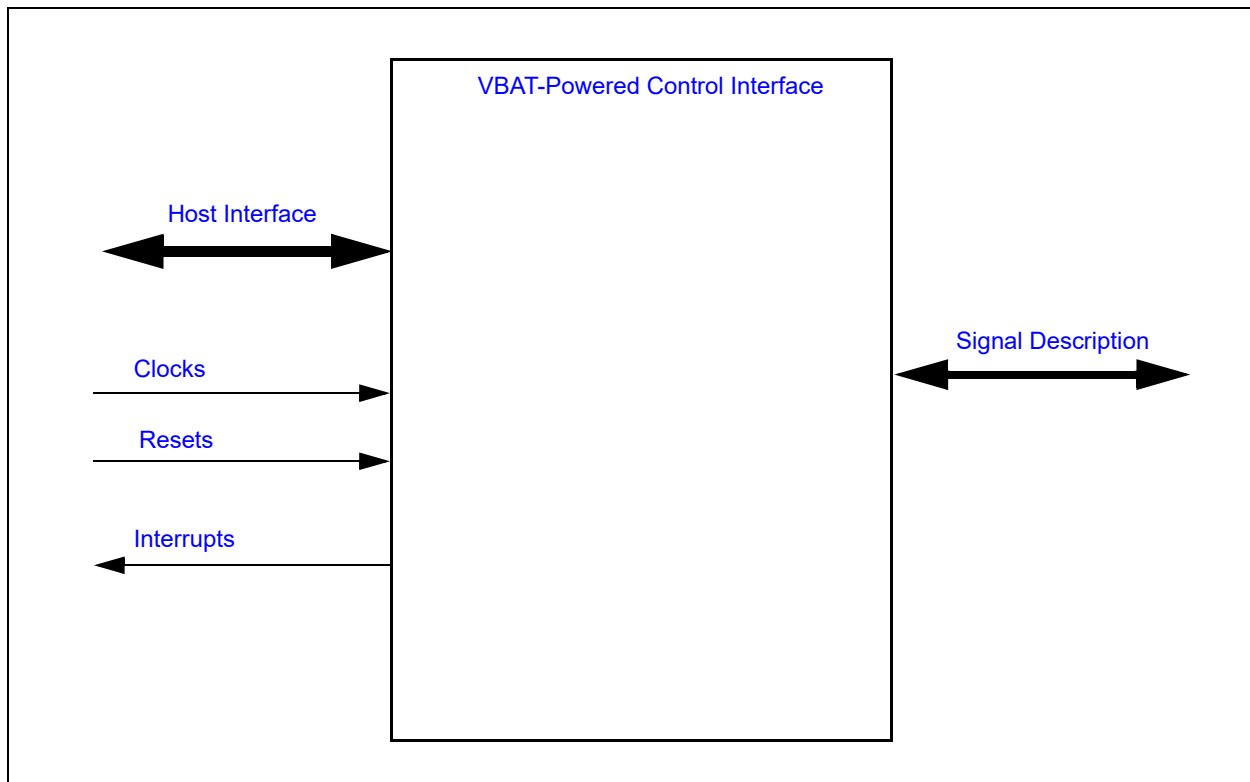 VBAT-Powered Control Interface
Host Interface
Signal Description
Clocks
Resets
Interrupts